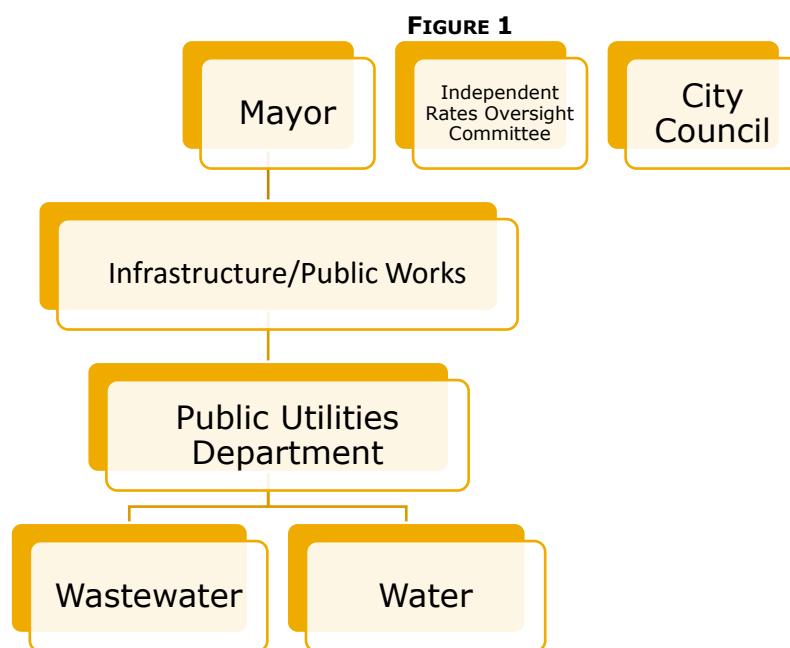 FIGURE 1
Mayor
Independent
Rates Oversight
Committee
City
Council
Infrastructure/Public Works
Public Utilities
Department
Wastewater
Water